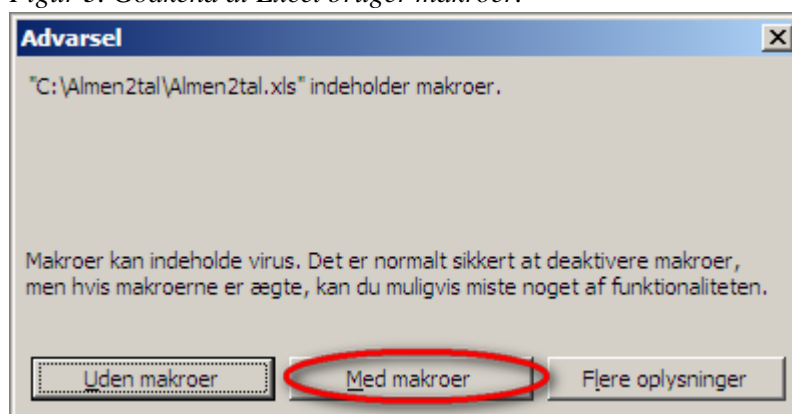 Figur 3. Godkend at Excel bruger makroer.
Advarsel
"C:\Almen2tal\Almen2tal.xls" indeholder makroer.
Makroer kan indeholde virus. Det er normalt sikkert at deaktivere makroer,
men hvis makroerne er ægte, kan du muligvis miste noget af funktionaliteten.
Uden makroer Med makroer Flere oplysninger